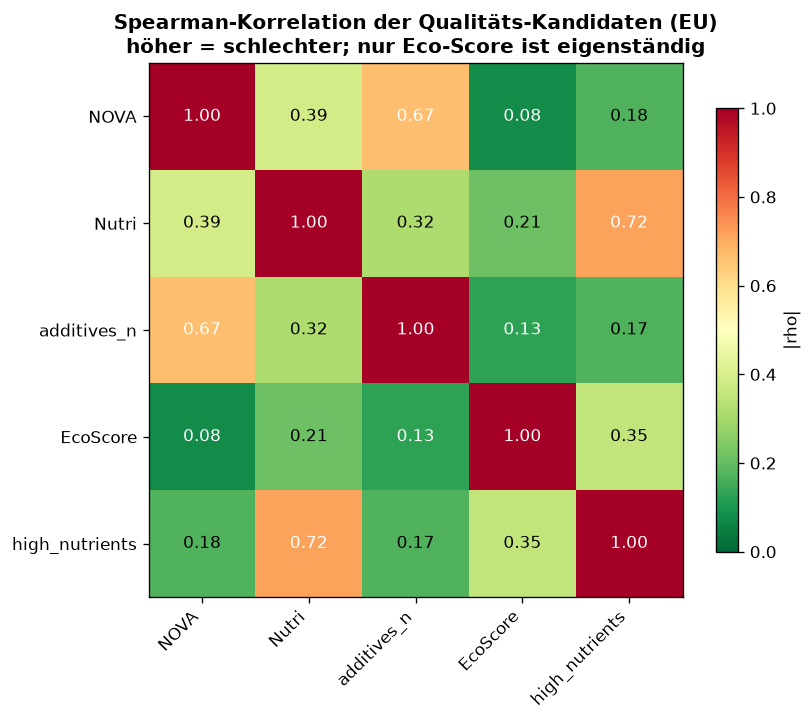 Spearman-Korrelation der Qualitäts-Kandidaten (EU)
höher = schlechter; nur Eco-Score ist eigenständig
NOVA 1.00 0.39 0.67 0.08 0.18
Nutri 0.39 1.00 0.32 0.21 0.72
additives_n 0.67 0.32 1.00 0.13 0.17
EcoScore 0.08 0.21 0.13 1.00 0.35
high_nutrients 0.18 0.72 0.17 0.35 1.00
NOVA Nutri additives_n EcoScore high_nutrients
1.0
0.8
0.6
0.4
0.2
0.0
|rho|